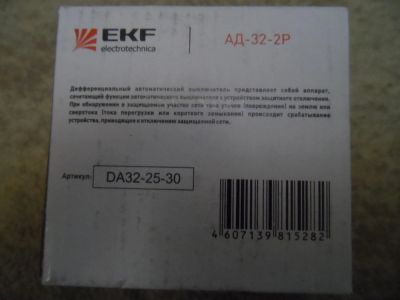 EKF
electrotechnica
АД-32-2P
Дифференциальный автоматический выключатель представляет собой аппарат,
сочетающий функции автоматического выключателя с устройством защитного отключения.
При обнаружении в защищаемом участке сети тока утечки (повреждения) на землю или
сверхтока (тока перегрузки или короткого замыкания) происходит срабатывание
устройства, приводящее к отключению защищаемой сети.
Артикул:
DA32-25-30
4 607139 815282